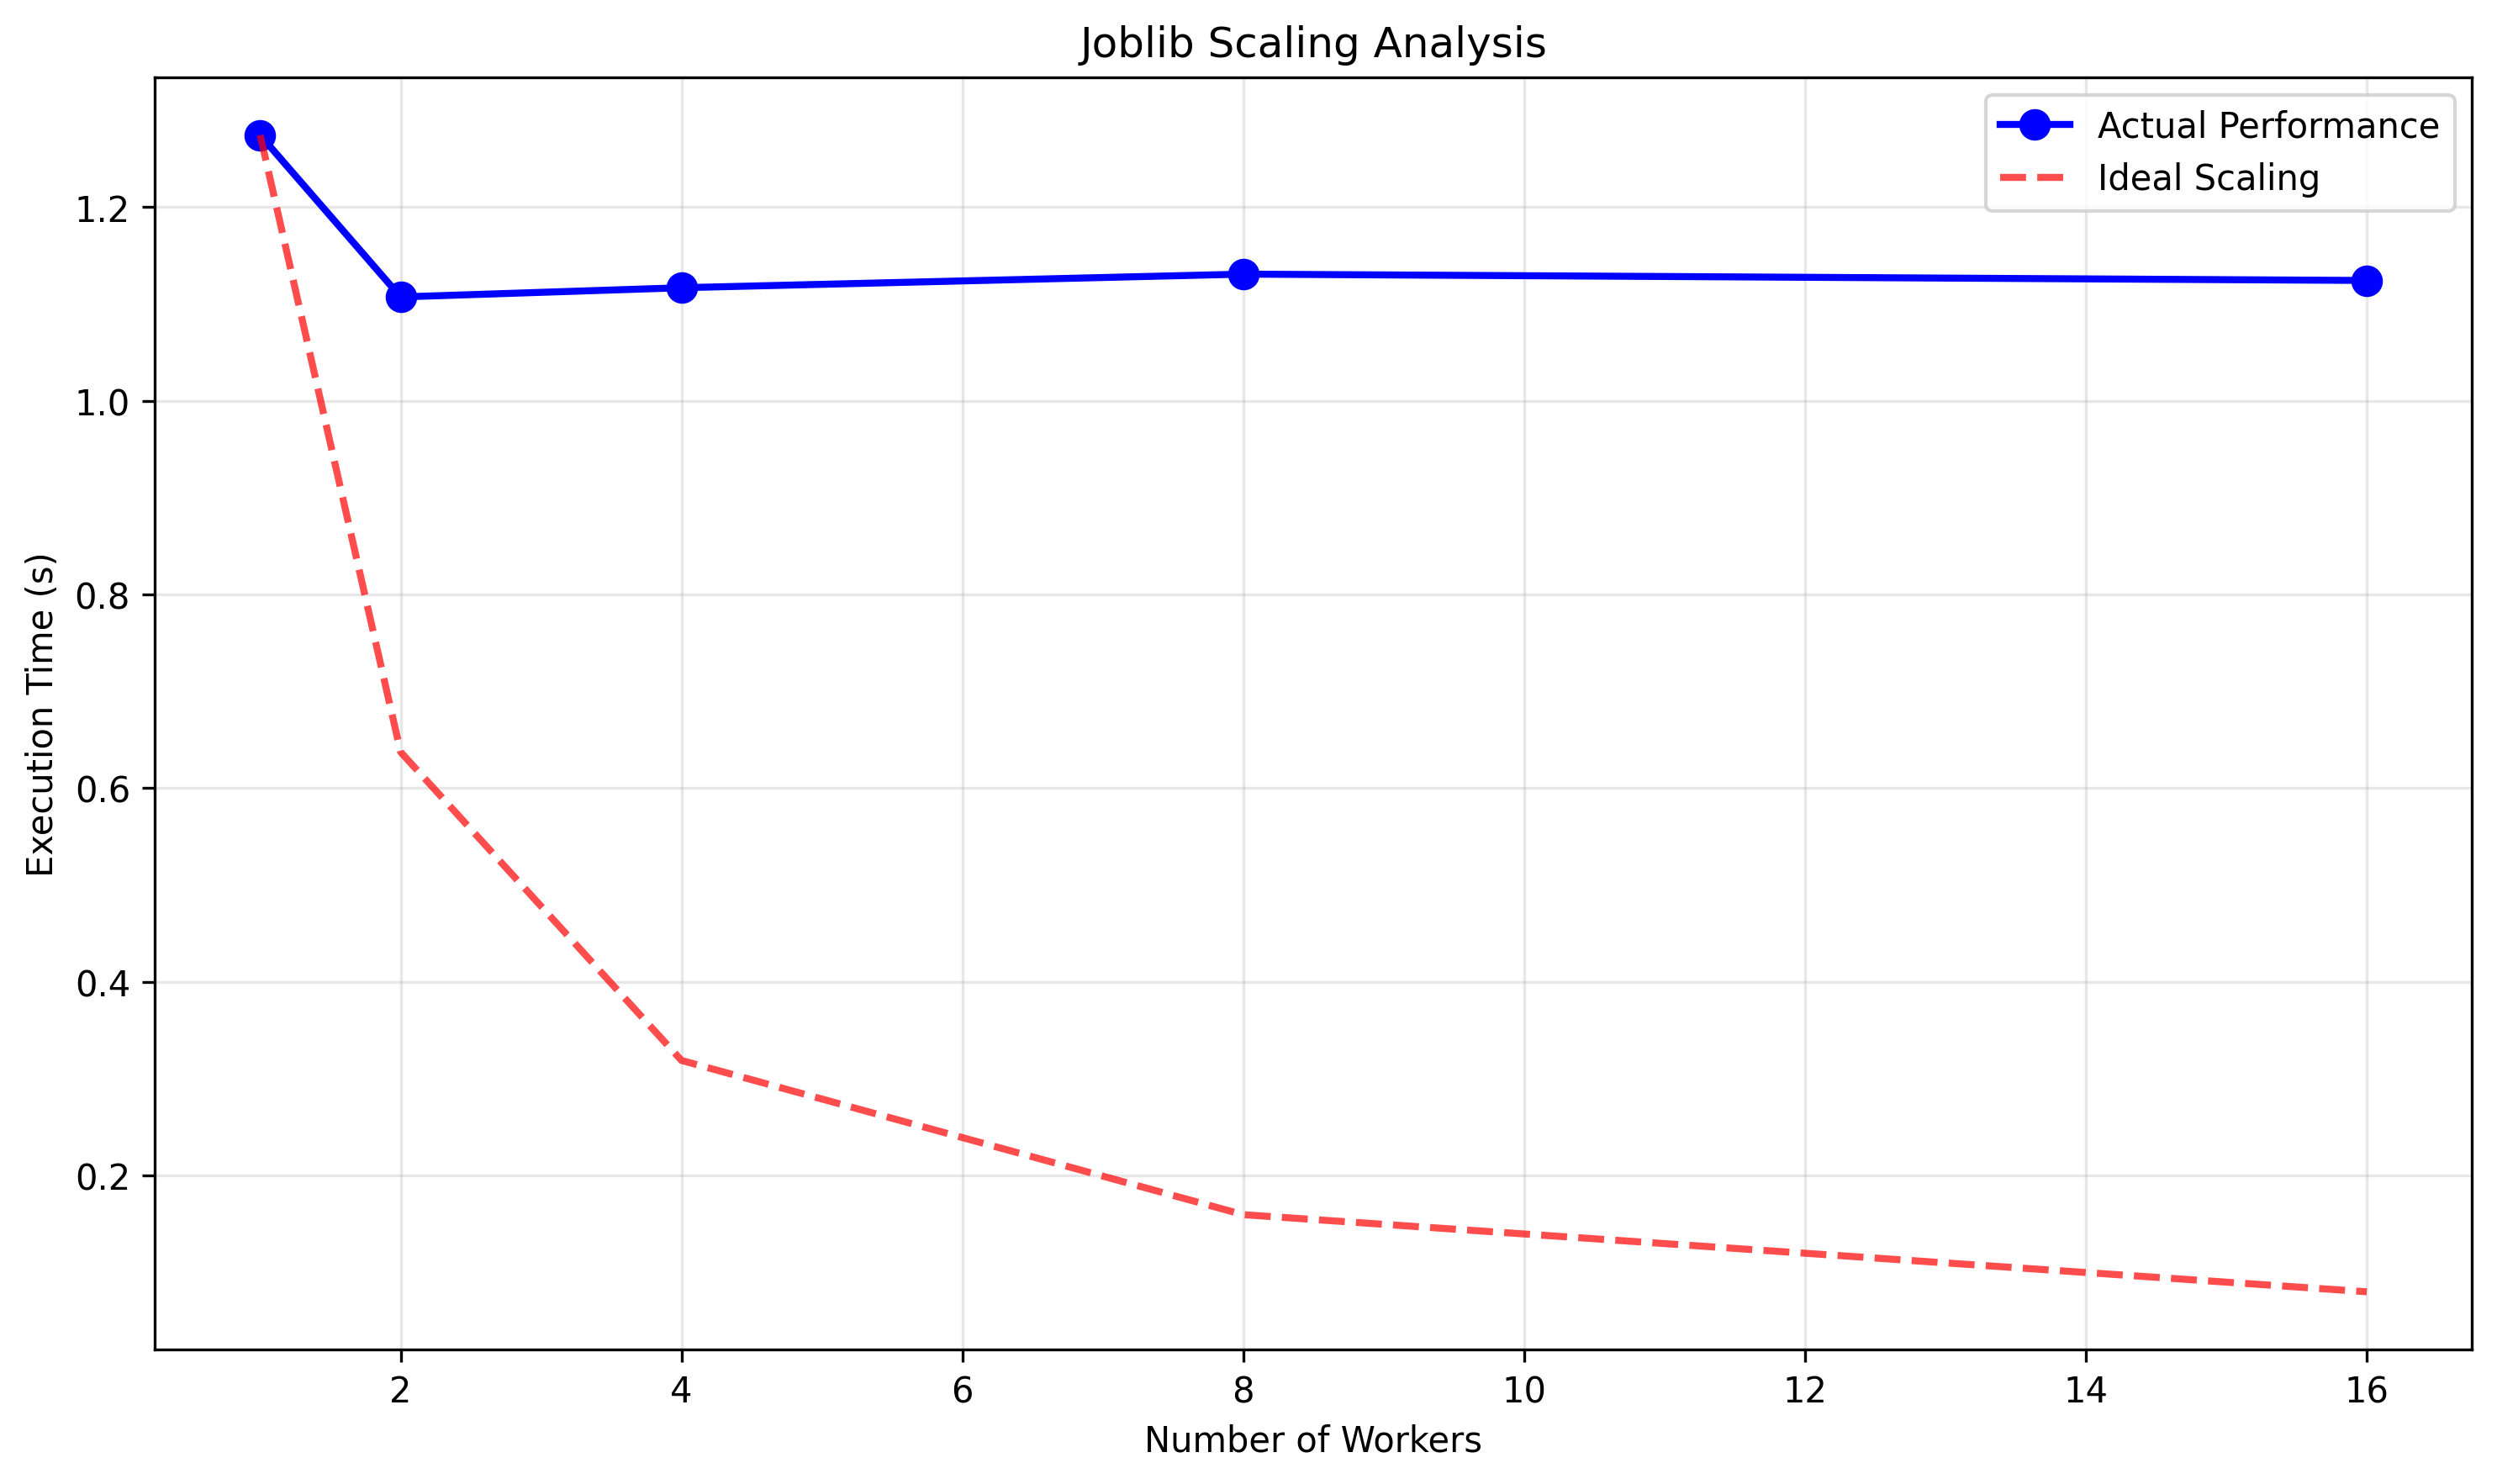 Joblib Scaling Analysis
Actual Performance
Ideal Scaling
1.2
1.0
0.8
0.6
0.4
0.2
Execution Time (s)
2 4 6 8 10 12 14 16
Number of Workers